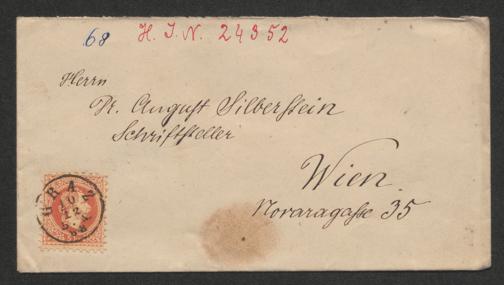 68 H. I. N. 24352
Herrn
Dr. August Silberstein
Schriftsteller
Wien.
Novaragasse 35
GRAZ